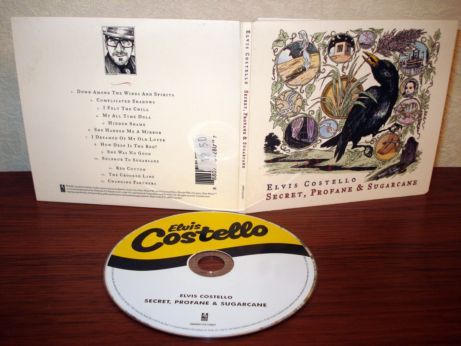 Down Among The Wines And Spirits
Complicated Shadows
I Felt The Chill
My All Time Doll
Hidden Shame
She Handed Me A Mirror
I Dreamed Of My Old Lover
How Deep Is The Red?
She Was No Good
Sulphur To Sugarcane
Red Cotton
The Crooked Line
Changing Partners
Elvis Costello
Secret, Profane & Sugarcane
Elvis Costello
Secret, Profane & Sugarcane
Elvis
Costello
ELVIS COSTELLO
SECRET, PROFANE & SUGARCANE